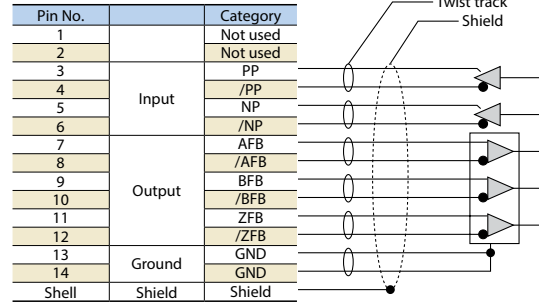 Twist track
Shield
Pin No. Category
1 Not used
2 Not used
3 PP
4 /PP
Input
5 NP
6 /NP
7 AFB
8 /AFB
9 BFB
Output
10 /BFB
11 ZFB
12 /ZFB
13 GND
Ground
14 GND
Shell Shield Shield